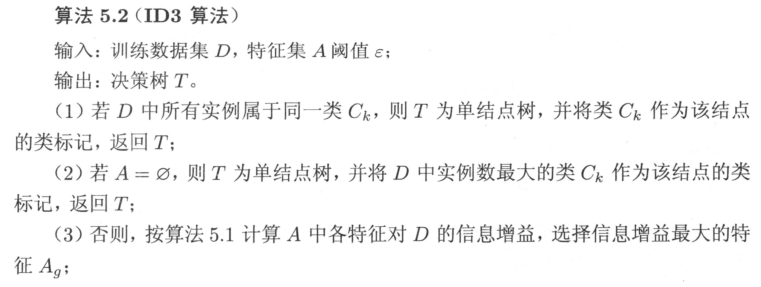 算法 5.2(ID3 算法)
输入: 训练数据集 D, 特征集 A 阈值 ε;
输出: 决策树 T。
(1) 若 D 中所有实例属于同一类 Cₖ, 则 T 为单结点树, 并将类 Cₖ 作为该结点
的类标记, 返回 T;
(2) 若 A = ∅, 则 T 为单结点树, 并将 D 中实例数最大的类 Cₖ 作为该结点的类
标记, 返回 T;
(3) 否则, 按算法 5.1 计算 A 中各特征对 D 的信息增益, 选择信息增益最大的特
征 A_g;